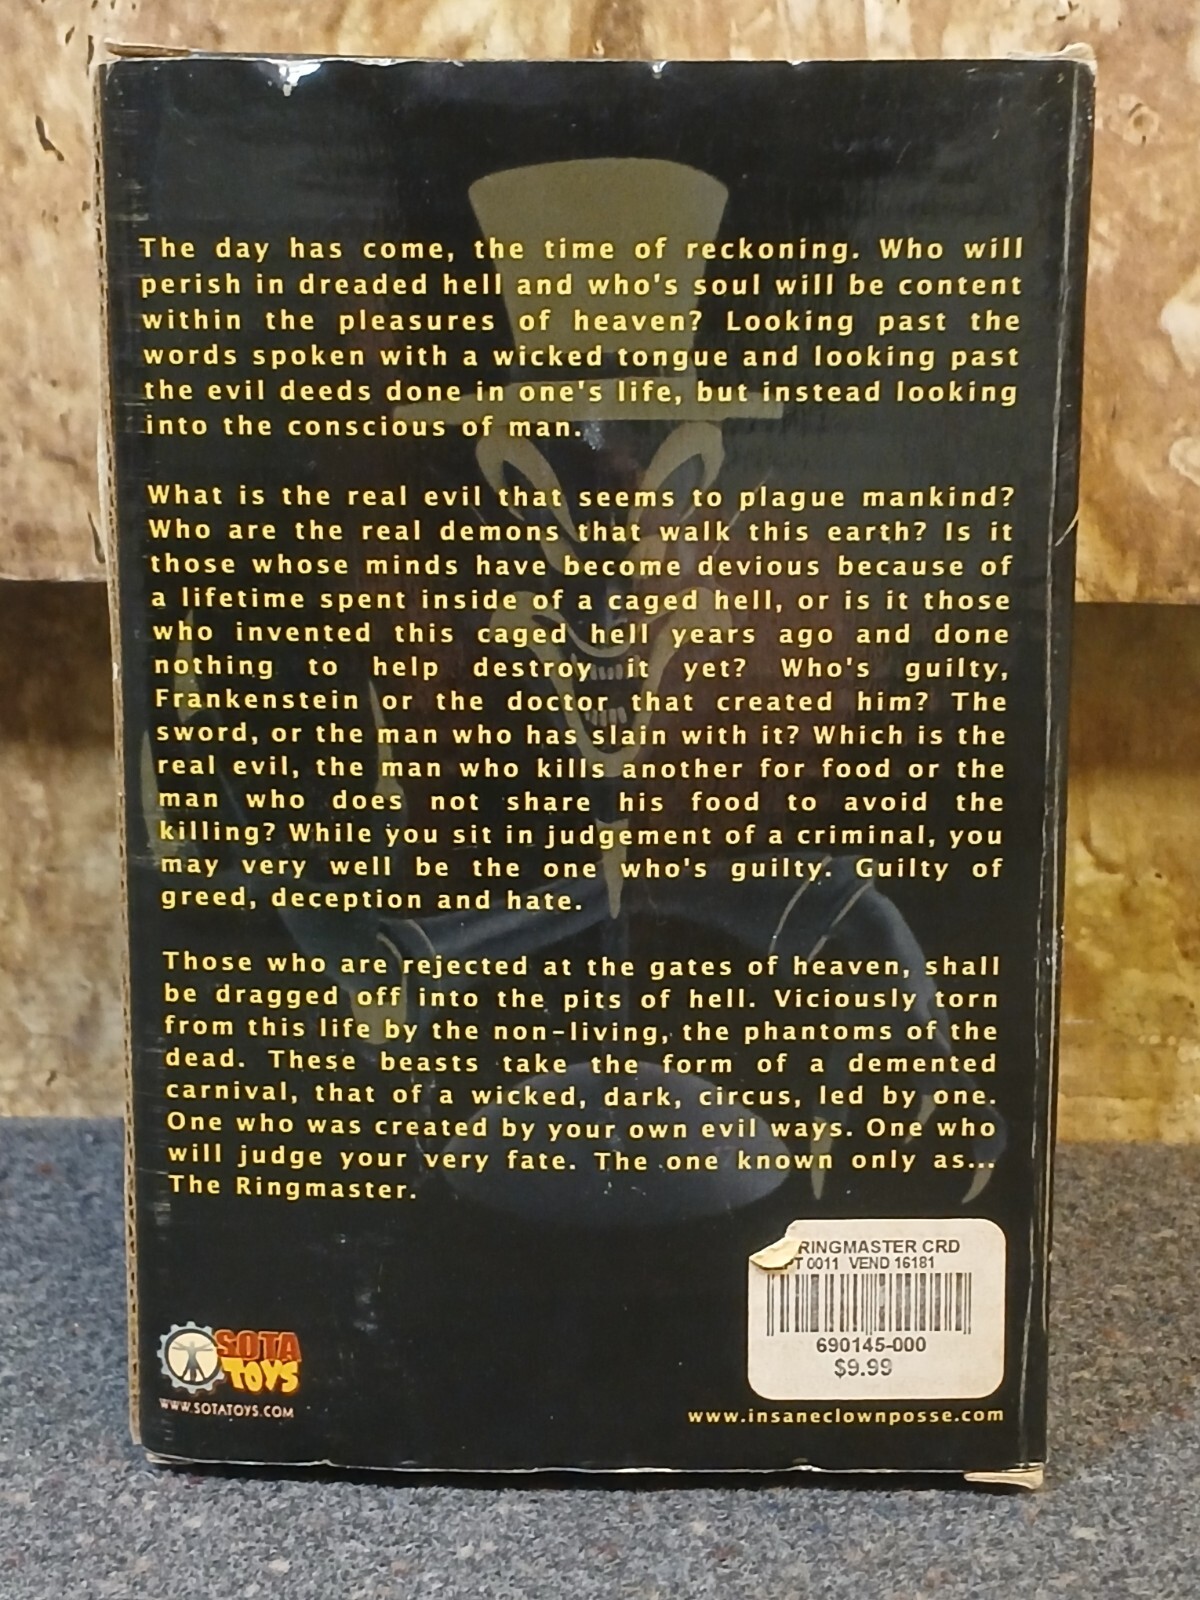 The day has come, the time of reckoning. Who will
perish in dreaded hell and who's soul will be content
within the pleasures of heaven? Looking past the
words spoken with a wicked tongue and looking past
the evil deeds done in one's life, but instead looking
into the conscious of man.
What is the real evil that seems to plague mankind?
Who are the real demons that walk this earth? Is it
those whose minds have become devious because of
a lifetime spent inside of a caged hell, or is it those
who invented this caged hell years ago and done
nothing to help destroy it yet? Who's guilty,
Frankenstein or the doctor that created him? The
sword, or the man who has slain with it? Which is the
real evil, the man who kills another for food or the
man who does not share his food to avoid the
killing? While you sit in judgement of a criminal, you
may very well be the one who's guilty. Guilty of
greed, deception and hate.
Those who are rejected at the gates of heaven, shall
be dragged off into the pits of hell. Viciously torn
from this life by the non-living, the phantoms of the
dead. These beasts take the form of a demented
carnival, that of a wicked, dark, circus, led by one.
One who was created by your own evil ways. One who
will judge your very fate. The one known only as...
The Ringmaster.
RINGMASTER CRD
PT 0011 VEND 16181
690145-000
$9.99
SOTA
TOYS
WWW.SOTATOYS.COM
www.insaneclownposse.com